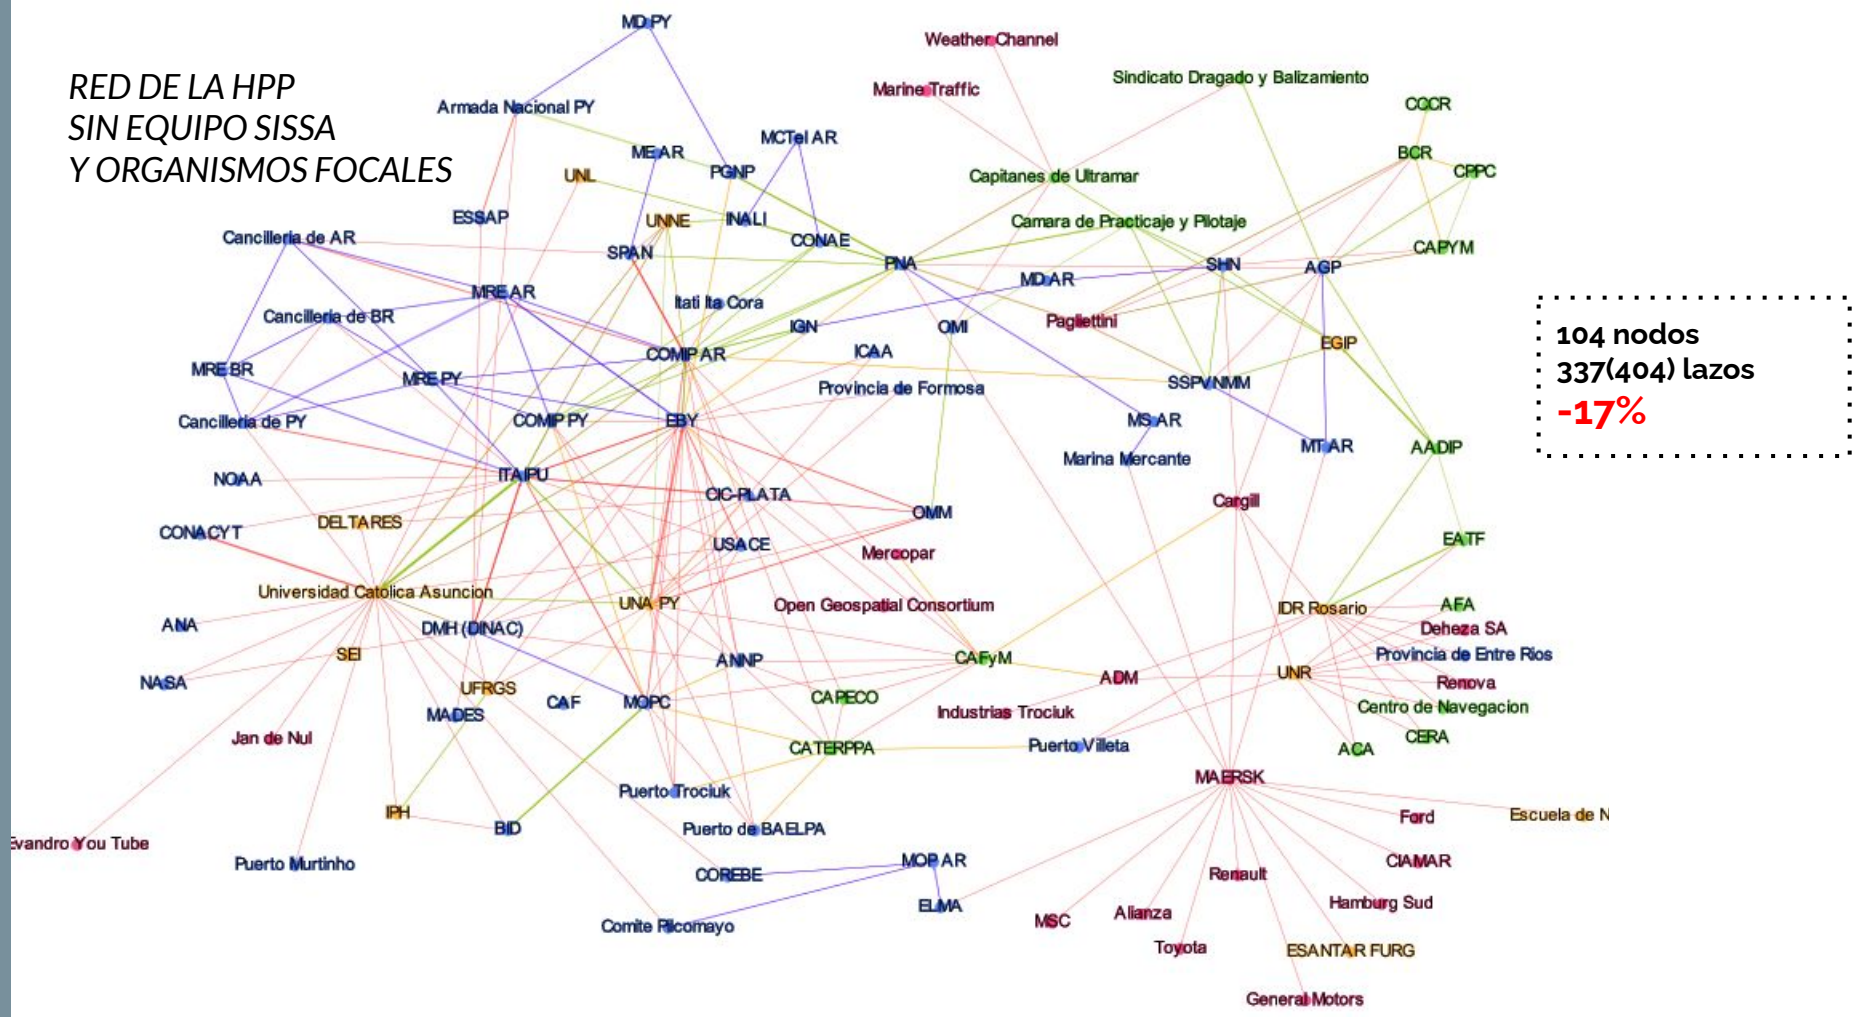 RED DE LA HPP
SIN EQUIPO SISSA
Y ORGANISMOS FOCALES
MD PY
Weather Channel
Sindicato Dragado y Balizamiento
Marine Traffic
Armada Nacional PY
CCCR
MCTel AR
ME AR
BCR
PGNP
CPPC
UNL
Capitanes de Ultramar
ESSAP
UNNE
INALI
Camara de Practicaje y Pilotaje
Cancilleria de AR
CONAE
CAPYM
SPAN
PNA
SHN
AGP
MD AR
MRE AR
Itati Ita Cora
Cancilleria de BR
IGN
OMI
Pagliettini
EGIP
COMIP AR
ICAA
MRE BR
MRE PY
Provincia de Formosa
SSPVNMM
Cancilleria de PY
COMIP PY
EBY
MS AR
MT AR
AADIP
Marina Mercante
NOAA
ITAIPU
CIC-PLATA
Cargill
OMM
DELTARES
CONACYT
USACE
Mercopar
EATF
Universidad Catolica Asuncion
UNA PY
Open Geospatial Consortium
IDR Rosario
AFA
ANA
DMH (DINAC)
Deheza SA
SEI
ANNP
CAFyM
Provincia de Entre Rios
NASA
UFRGS
ADM
UNR
Renova
CAF
MOPC
CAPECO
MADES
Industrias Trociuk
Centro de Navegacion
Jan de Nul
CATERPPA
Puerto Villeta
ACA
CERA
MAERSK
Puerto Trociuk
IPH
BID
Puerto de BAELPA
Ford
Escuela de N
Evandro You Tube
Puerto Murtinho
COREBE
MOP AR
Renault
CIAMAR
ELMA
Hamburg Sud
Comite Pilcomayo
MSC
Alianza
Toyota
ESANTAR FURG
General Motors
104 nodos
337(404) lazos
-17%